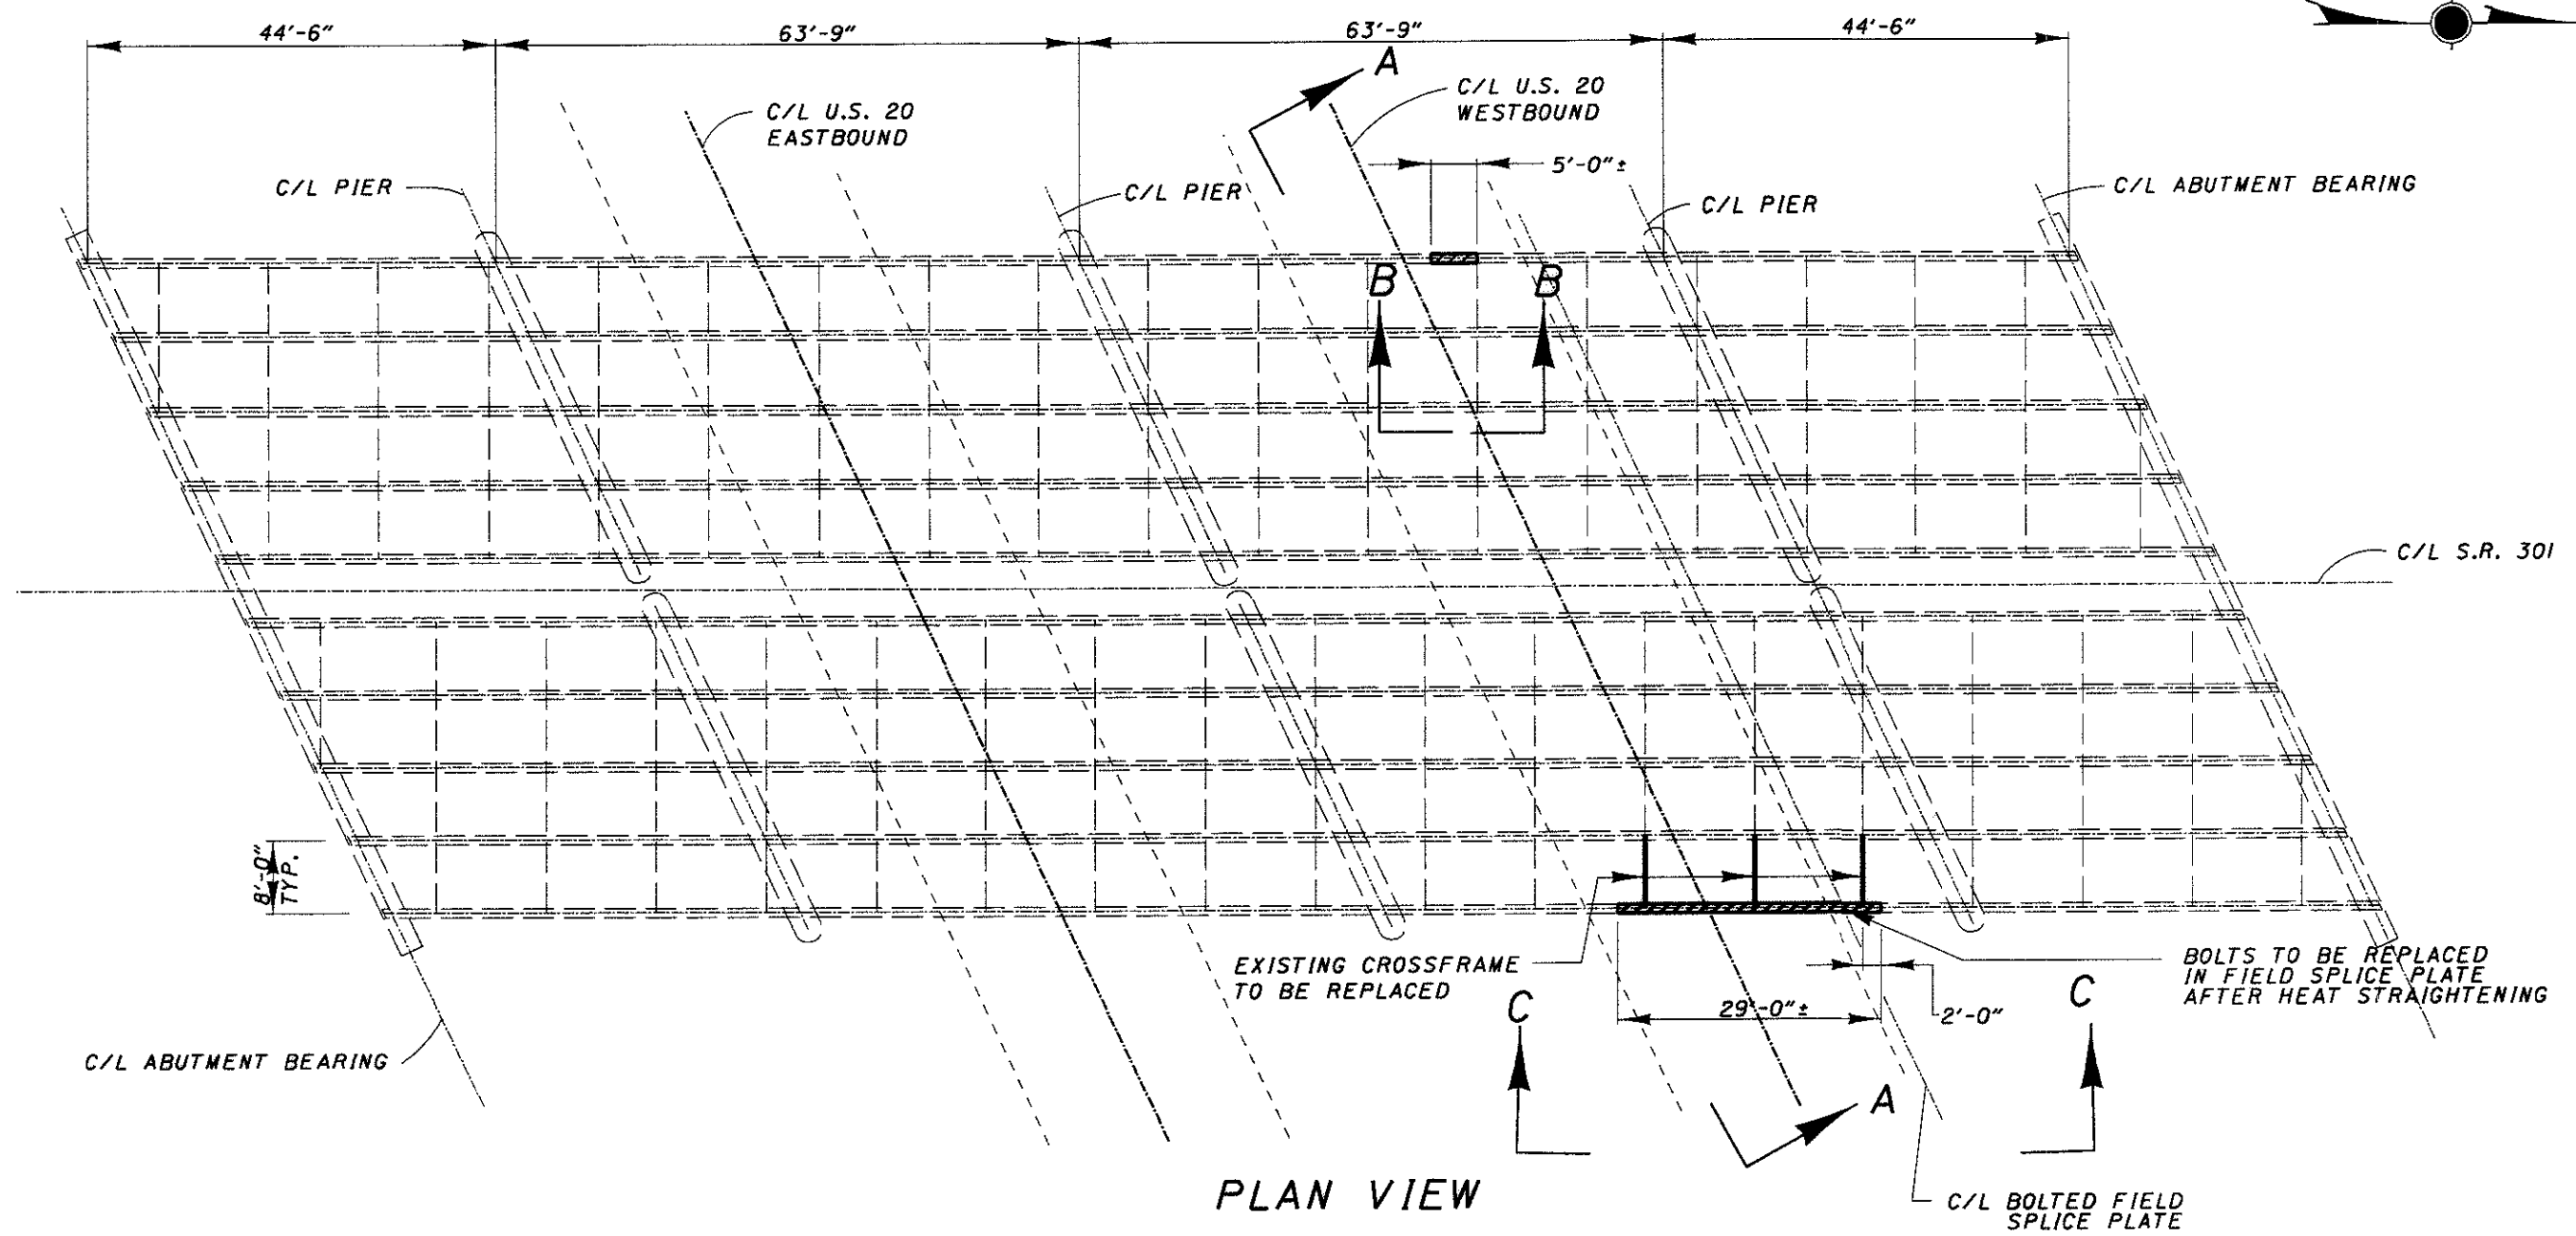 44'-6"
63'-9"
63'-9"
44'-6"
A
C/L U.S. 20
EASTBOUND
C/L U.S. 20
WESTBOUND
5'-0"±
C/L PIER
C/L PIER
C/L PIER
C/L ABUTMENT BEARING
B
B
C/L S.R. 301
8'-0"
TYP.
EXISTING CROSSFRAME
TO BE REPLACED
BOLTS TO BE REPLACED
IN FIELD SPLICE PLATE
AFTER HEAT STRAIGHTENING
C
29'-0"±
2'-0"
C
C/L ABUTMENT BEARING
A
PLAN VIEW
C/L BOLTED FIELD
SPLICE PLATE